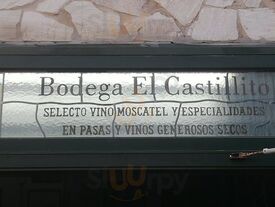 Bodega El Castillito
SELECTO VINO MOSCATEL Y ESPECIALIDADES
EN PASAS Y VINOS GENEROSOS SECOS